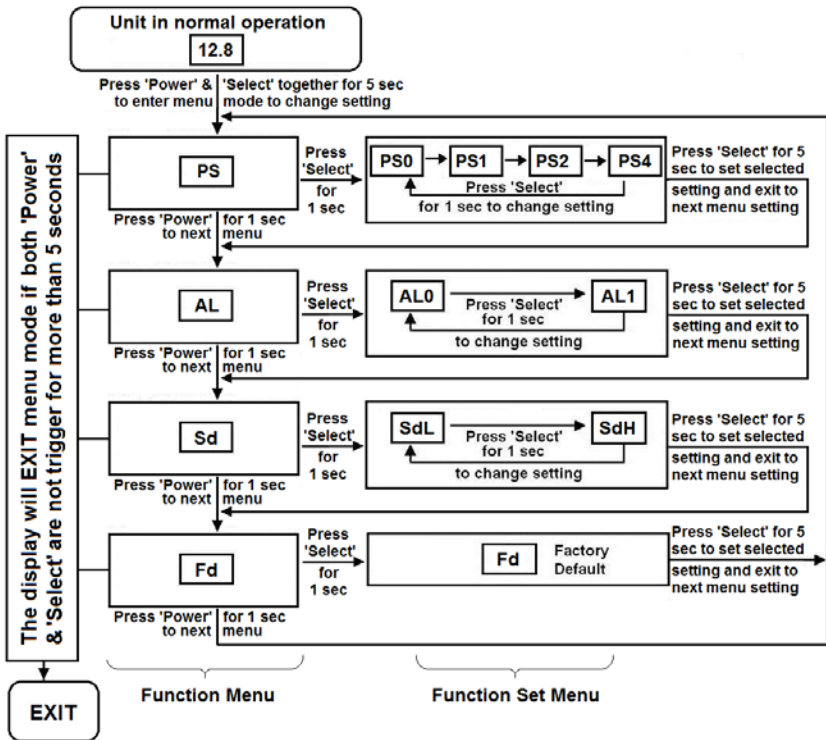 Unit in normal operation
12.8
Press 'Power' & 'Select' together for 5 sec
to enter menu mode to change setting
The display will EXIT menu mode if both 'Power'
& 'Select' are not trigger for more than 5 seconds
EXIT
PS
Press
'Select'
for
1 sec
PS0 PS1 PS2 PS4
Press 'Select'
for 1 sec to change setting
Press 'Select' for 5
sec to set selected
setting and exit to
next menu setting
Press 'Power' for 1 sec
to next menu
AL
Press
'Select'
for
1 sec
AL0 AL1
Press 'Select'
for 1 sec
to change setting
Press 'Select' for 5
sec to set selected
setting and exit to
next menu setting
Press 'Power' for 1 sec
to next menu
Sd
Press
'Select'
for
1 sec
SdL SdH
Press 'Select'
for 1 sec
to change setting
Press 'Select' for 5
sec to set selected
setting and exit to
next menu setting
Press 'Power' for 1 sec
to next menu
Fd
Press
'Select'
for
1 sec
Fd Factory
Default
Press 'Select' for 5
sec to set selected
setting and exit to
next menu setting
Press 'Power' for 1 sec
to next menu
Function Menu
Function Set Menu